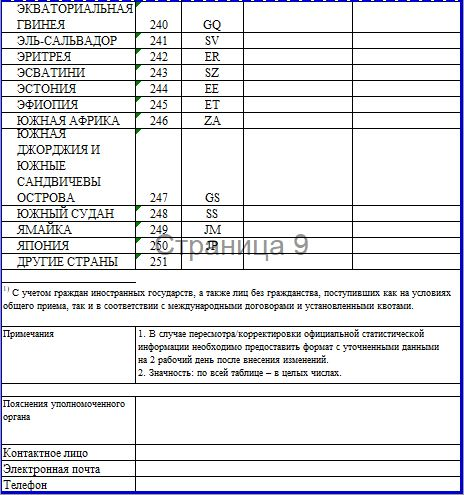 ЭКВАТОРИАЛЬНАЯ
ГВИНЕЯ 240 GQ
ЭЛЬ-САЛЬВАДОР 241 SV
ЭРИТРЕЯ 242 ER
ЭСВАТИНИ 243 SZ
ЭСТОНИЯ 244 EE
ЭФИОПИЯ 245 ET
ЮЖНАЯ АФРИКА 246 ZA
ЮЖНАЯ
ДЖОРДЖИЯ И
ЮЖНЫЕ
САНДВИЧЕВЫ
ОСТРОВА 247 GS
ЮЖНЫЙ СУДАН 248 SS
ЯМАЙКА 249 JM
ЯПОНИЯ 250 JP
Страница 9
ДРУГИЕ СТРАНЫ 251
1) С учетом граждан иностранных государств, а также лиц без гражданства, поступивших как на условиях
общего приема, так и в соответствии с международными договорами и установленными квотами.
Примечания 1. В случае пересмотра/корректировки официальной статистической
информации необходимо предоставить формат с уточненными данными
на 2 рабочий день после внесения изменений.
2. Значность: по всей таблице – в целых числах.
Пояснения уполномоченного
органа
Контактное лицо
Электронная почта
Телефон